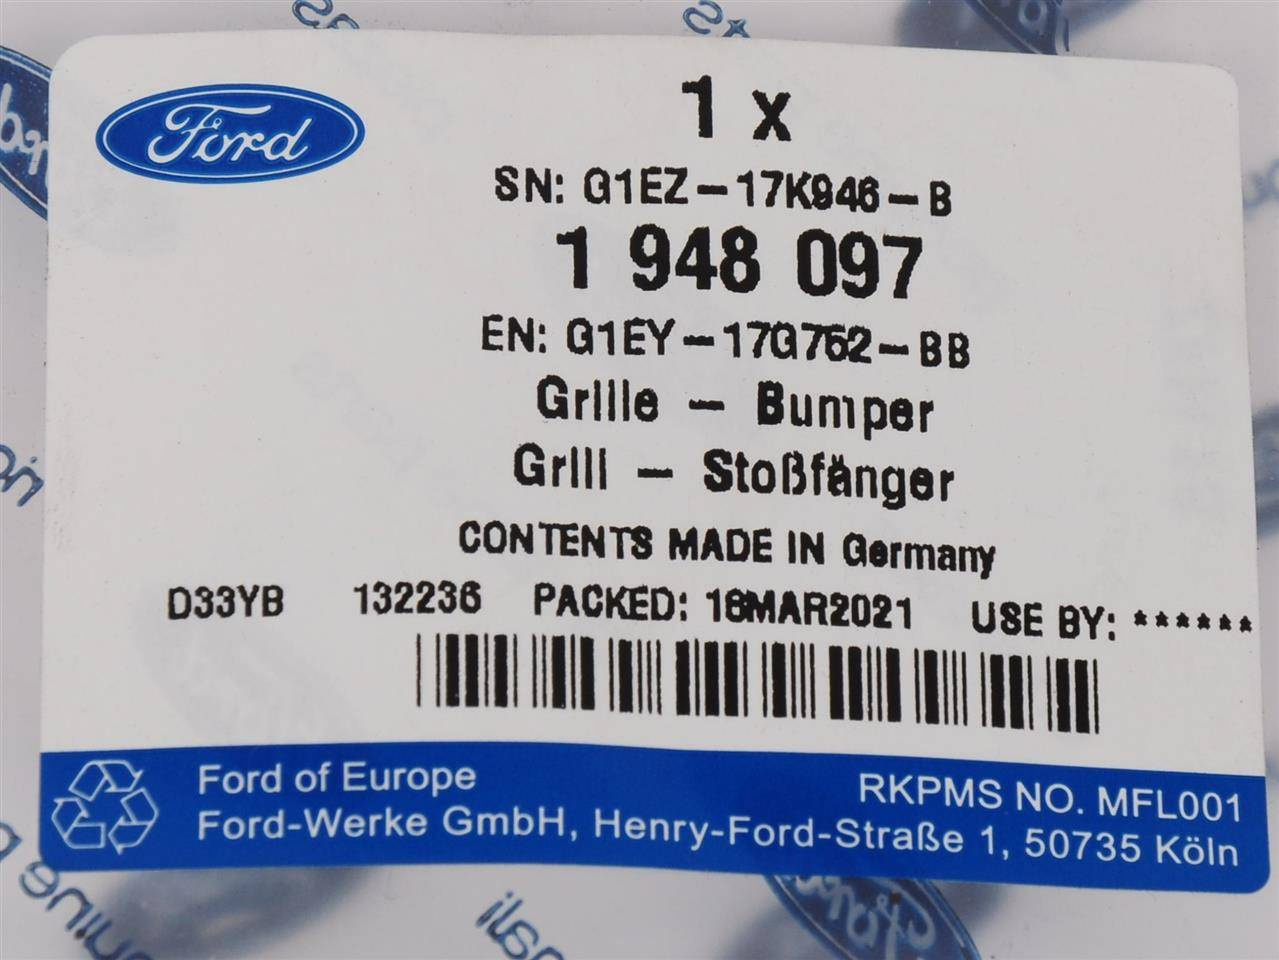 Ford
1 x
SN: G1EZ-17K946-B
1 948 097
EN: G1EY-17G762-BB
Grille - Bumper
Grill - Stoßfänger
CONTENTS MADE IN Germany
D33YB 132236 PACKED: 16MAR2021 USE BY: ******
Ford of Europe
RKPMS NO. MFL001
Ford-Werke GmbH, Henry-Ford-Straße 1, 50735 Köln